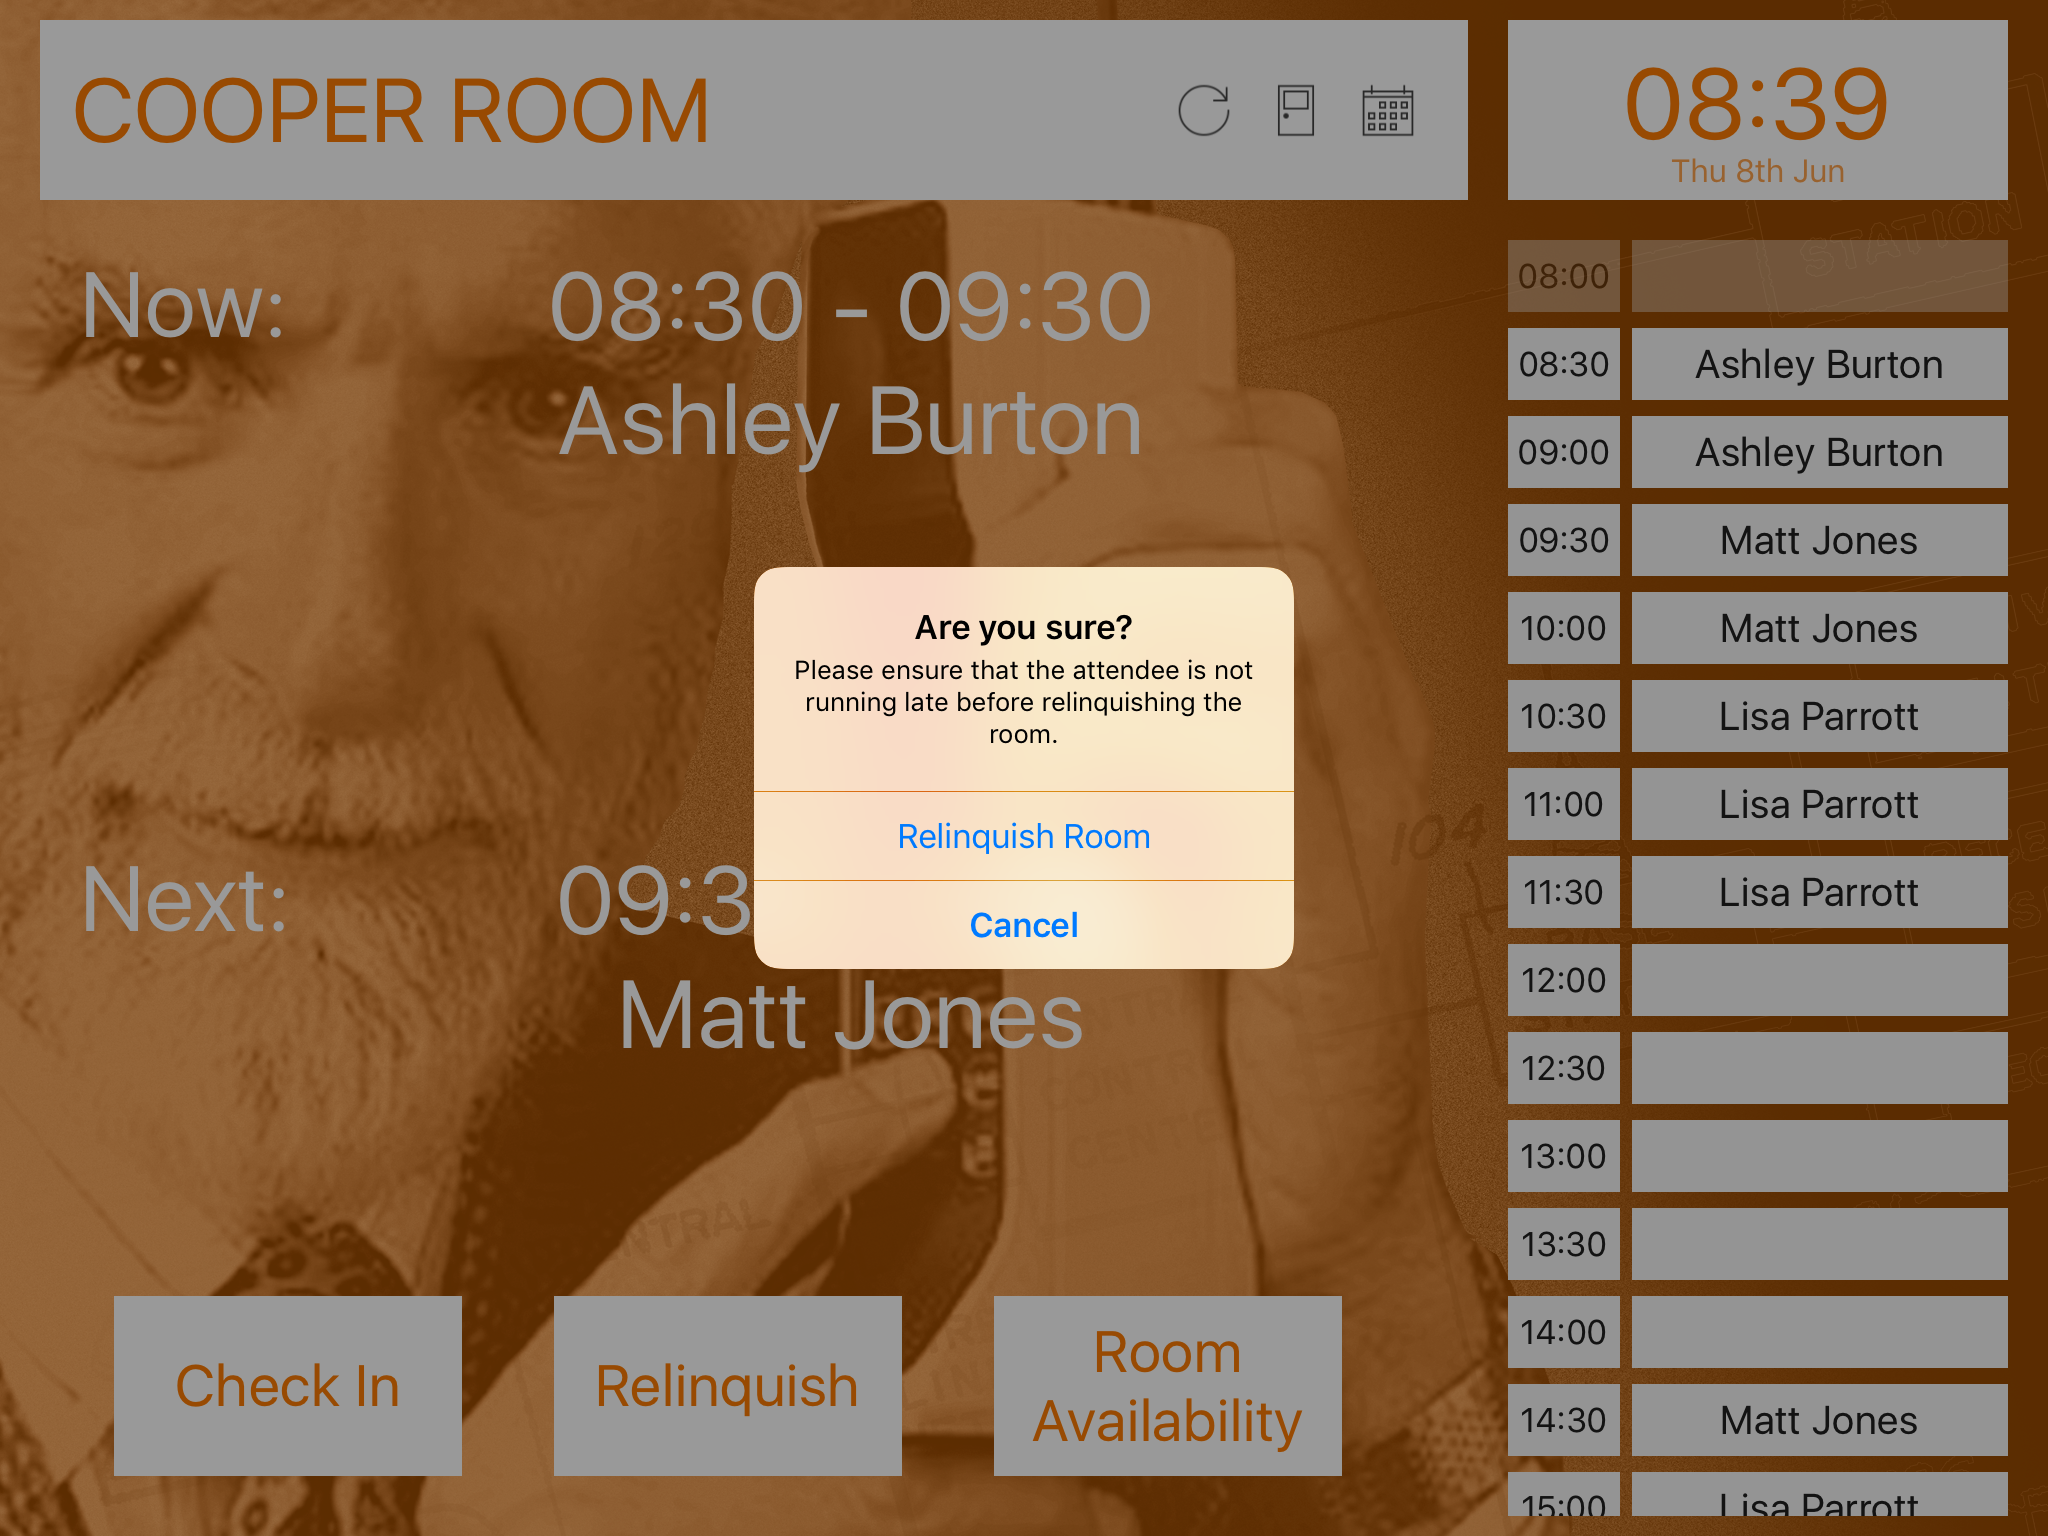 COOPER ROOM
08:39
Thu 8th Jun
Now:
08:30 - 09:30
Ashley Burton
Are you sure?
Please ensure that the attendee is not
running late before relinquishing the
room.
Relinquish Room
Cancel
Next:
09:3
Matt Jones
Check In
Relinquish
Room
Availability
08:00
08:30 Ashley Burton
09:00 Ashley Burton
09:30 Matt Jones
10:00 Matt Jones
10:30 Lisa Parrott
11:00 Lisa Parrott
11:30 Lisa Parrott
12:00
12:30
13:00
13:30
14:00
14:30 Matt Jones
15:00 Lisa Parrott
STATION
104
CONTROL
CENTER